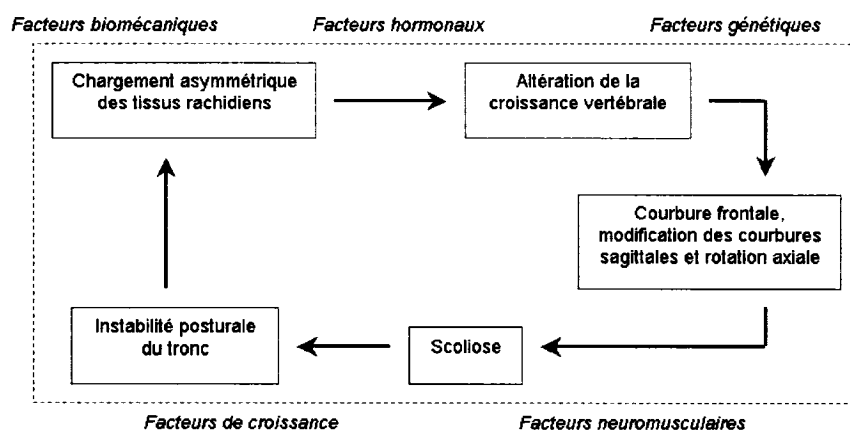 Facteurs biomécaniques Facteurs hormonaux Facteurs génétiques
Chargement asymmétrique
des tissus rachidiens
Altération de la
croissance vertébrale
Courbure frontale,
modification des courbures
sagittales et rotation axiale
Instabilité posturale
du tronc
Scoliose
Facteurs de croissance Facteurs neuromusculaires